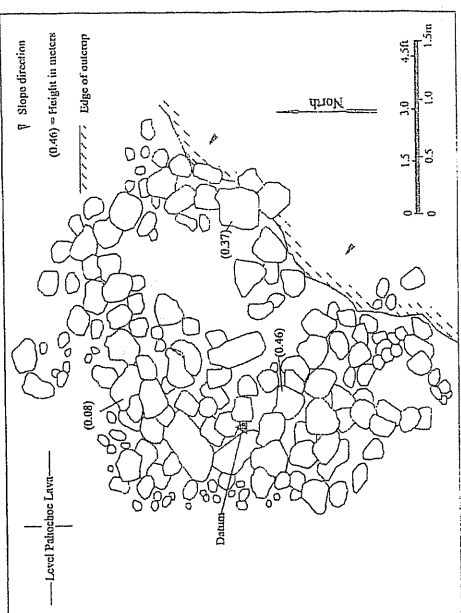 Slope direction
(0.46) = Height in meters
Edge of outcrop
Level Pahoehoe Lava
North
4.5ft
3.0
1.5
0
1.5m
1.0
0.5
0
(0.37)
(0.08)
(0.46)
Datum